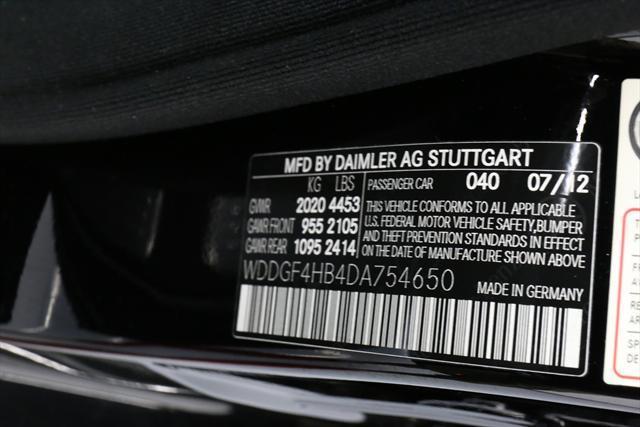 MFD BY DAIMLER AG STUTTGART
KG LBS
GVWR 2020 4453
GAWR FRONT 955 2105
GAWR REAR 1095 2414
PASSENGER CAR 040 07/12
THIS VEHICLE CONFORMS TO ALL APPLICABLE
U.S. FEDERAL MOTOR VEHICLE SAFETY,BUMPER
AND THEFT PREVENTION STANDARDS IN EFFECT
ON THE DATE OF MANUFACTURE SHOWN ABOVE
WDDGF4HB4DA754650
MADE IN GERMANY